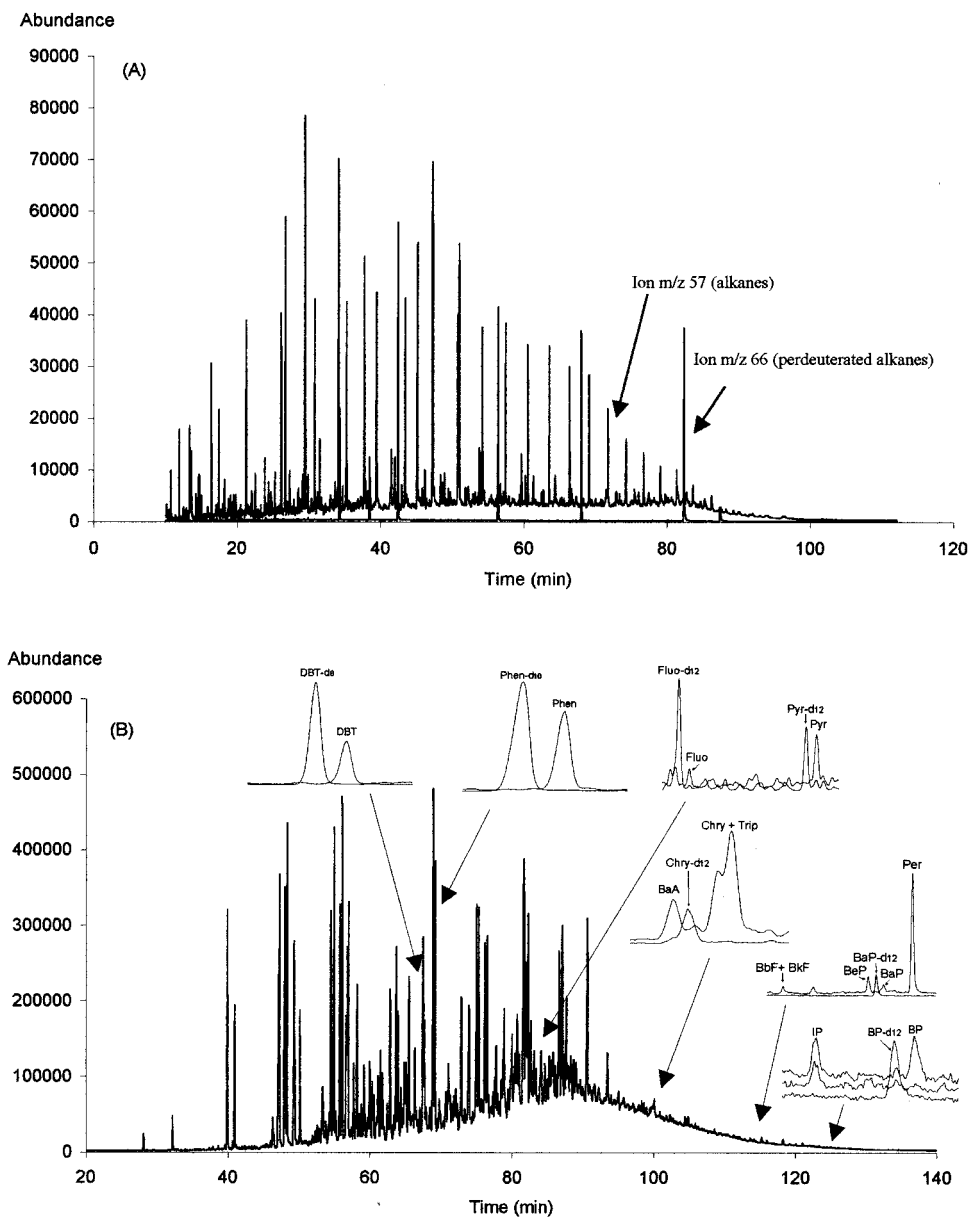 Abundance
90000
(A)
80000
70000
60000
50000
Ion m/z 57 (alkanes)
40000
Ion m/z 66 (perdeuterated alkanes)
30000
20000
10000
0
0 20 40 60 80 100 120
Time (min)
Abundance
600000
(B)
DBT-d8
DBT
Phen-d10
Phen
Fluo-d12
Fluo
Pyr-d12
Pyr
500000
Chry + Trip
Chry-d12
BaA
400000
Per
BbF+ BkF
BaP-d12
BeP
BaP
300000
200000
IP
BP-d12
BP
100000
0
20 40 60 80 100 120 140
Time (min)